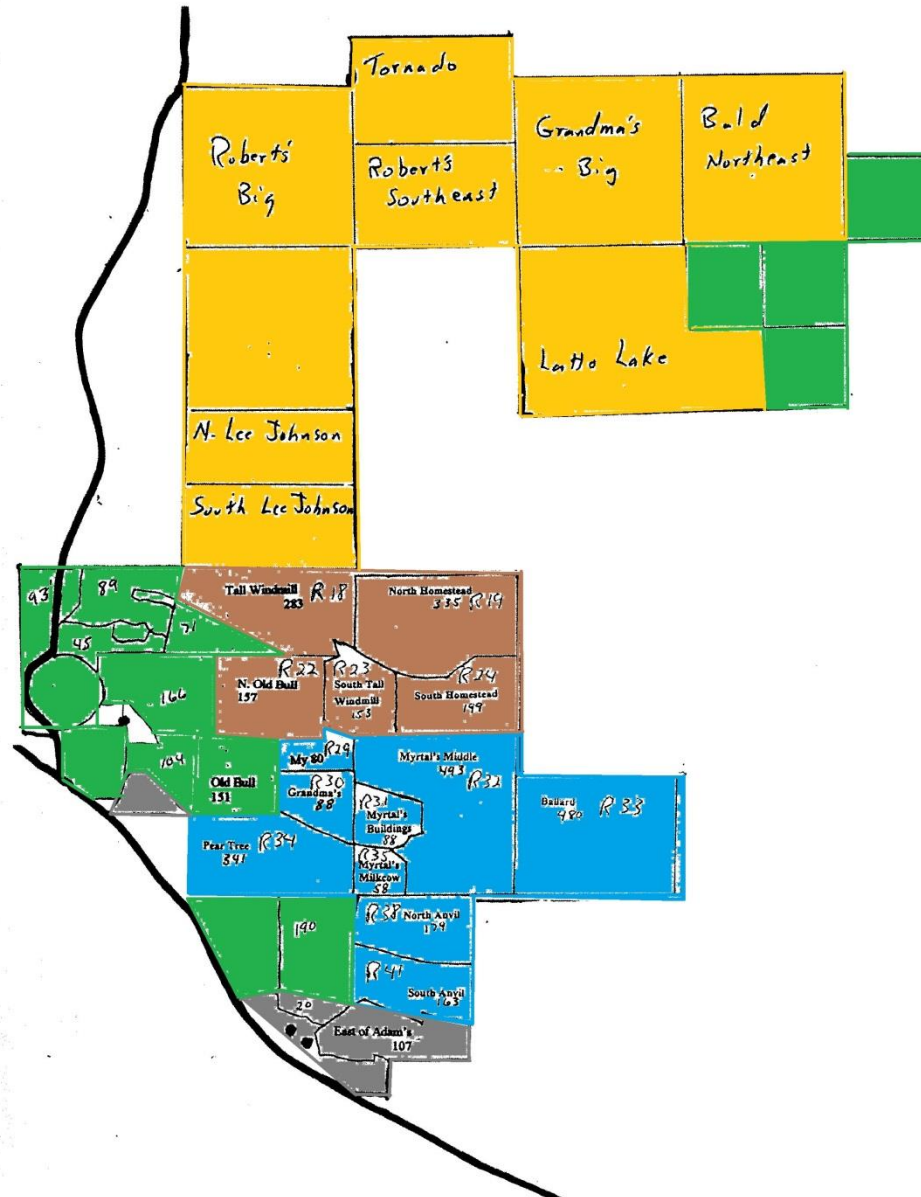 Tornado
Roberts'
Big
Robert's
Southeast
Grandma's
Big
Bald
Northeast
Latto Lake
N. Lee Johnson
South Lee Johnson
93
89
71
45
166
104
Tall Windmill R18
283
North Homestead
335 R19
R22
N. Old Bull
157
R23
South Tall
Windmill
153
R24
South Homestead
199
Old Bull
151
My 80 R29
R30
Grandma's
88
R31
Myrtal's
Buildings
88
Myrtal's Middle
493 R32
Ballard
480 R33
Pear Tree R34
391
R35
Myrtal's
Milkcow
58
190
R38 North Anvil
179
R41
South Anvil
163
20
East of Adam's
107